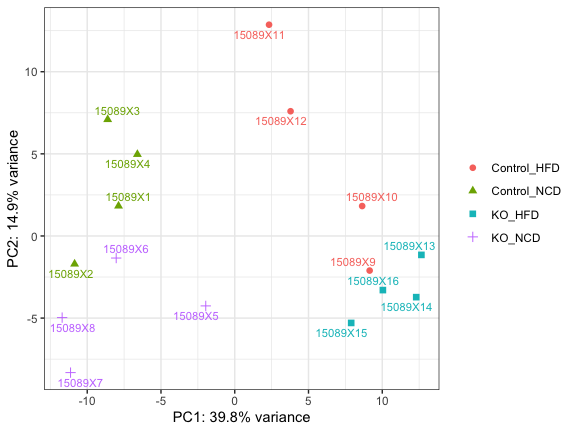 15089X11
15089X12
15089X3
15089X4
15089X1
15089X10
15089X6
15089X13
15089X2
15089X9
15089X16
15089X14
15089X5
15089X8
15089X15
15089X7
10
5
0
-5
-10
-5
0
5
10
PC1: 39.8% variance
PC2: 14.9% variance
Control_HFD
Control_NCD
KO_HFD
KO_NCD